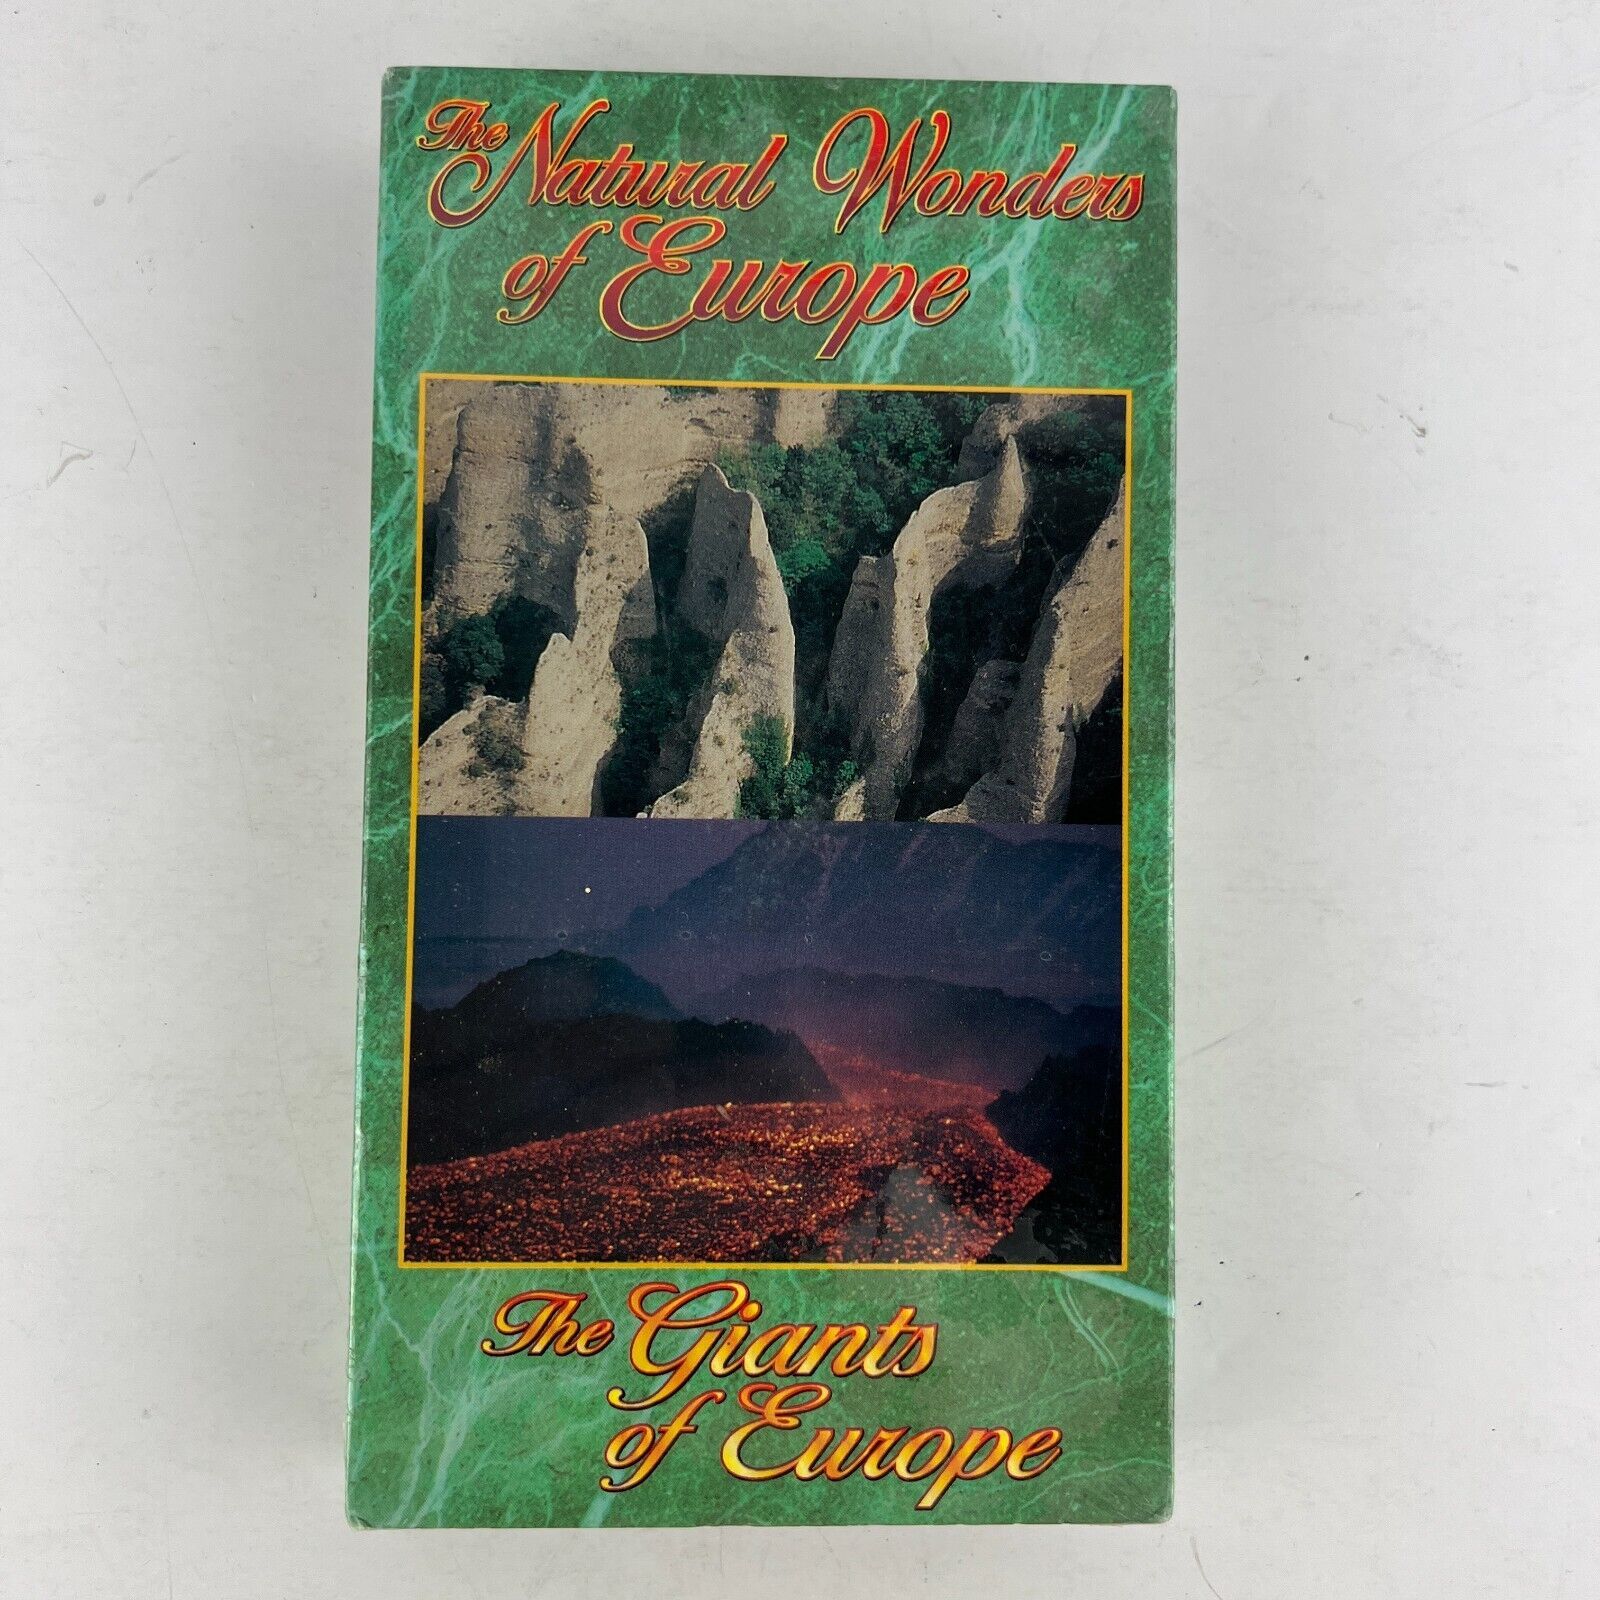 The Natural Wonders
of Europe
The Giants
of Europe